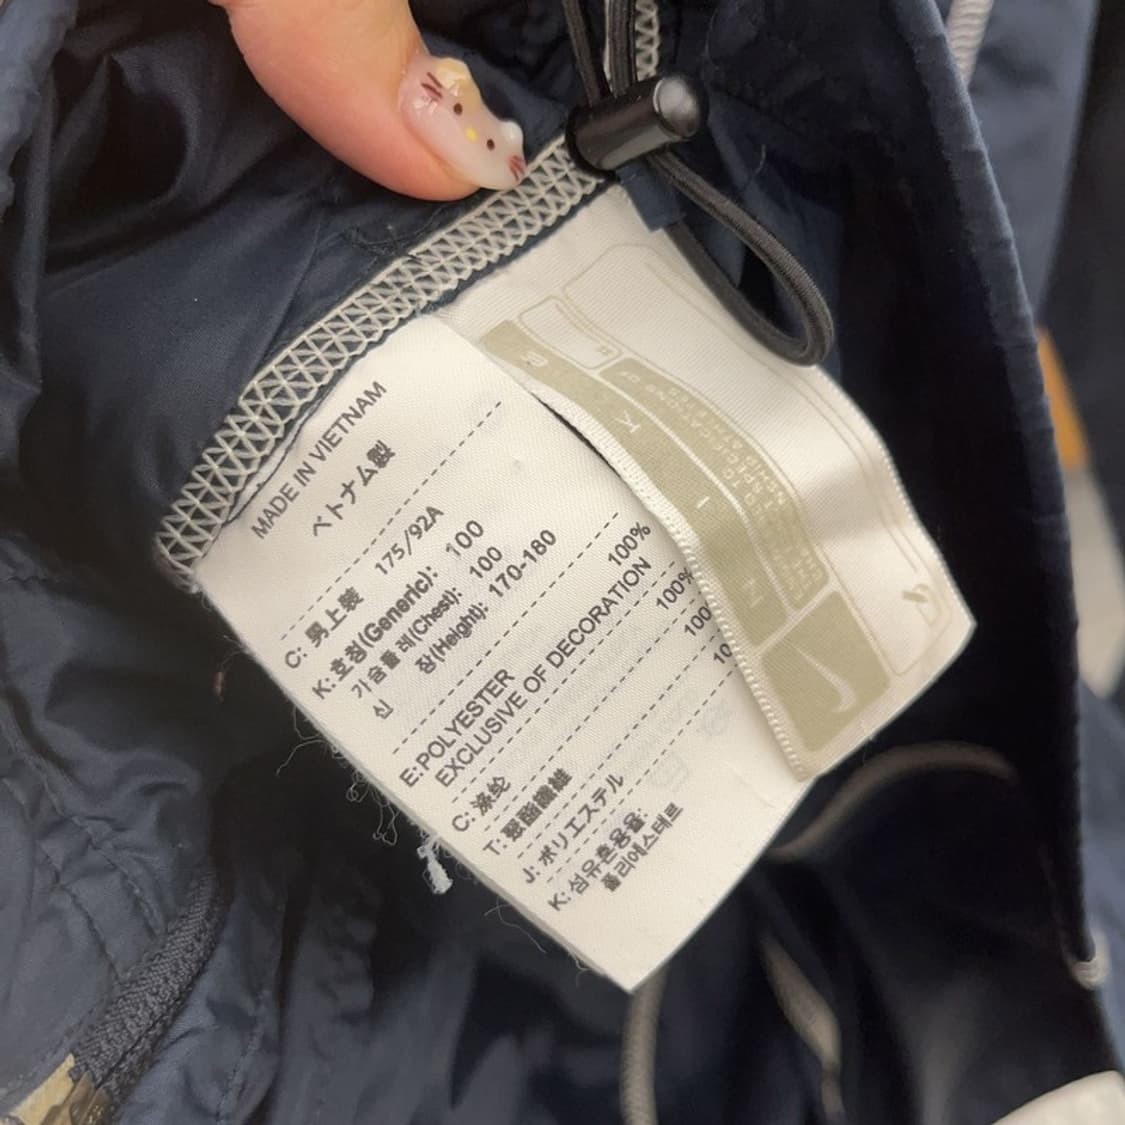 MADE IN VIETNAM
ベトナム製
C: 男上装 175/92A
K: 호칭(Generic): 100
가슴둘레(Chest): 100
신 장(Height): 170-180
E:POLYESTER 100%
EXCLUSIVE OF DECORATION
C: 涤纶 100%
T: 聚酯纖維 100
J: ポリエステル 10
K: 섬유혼용율:
폴리에스테르